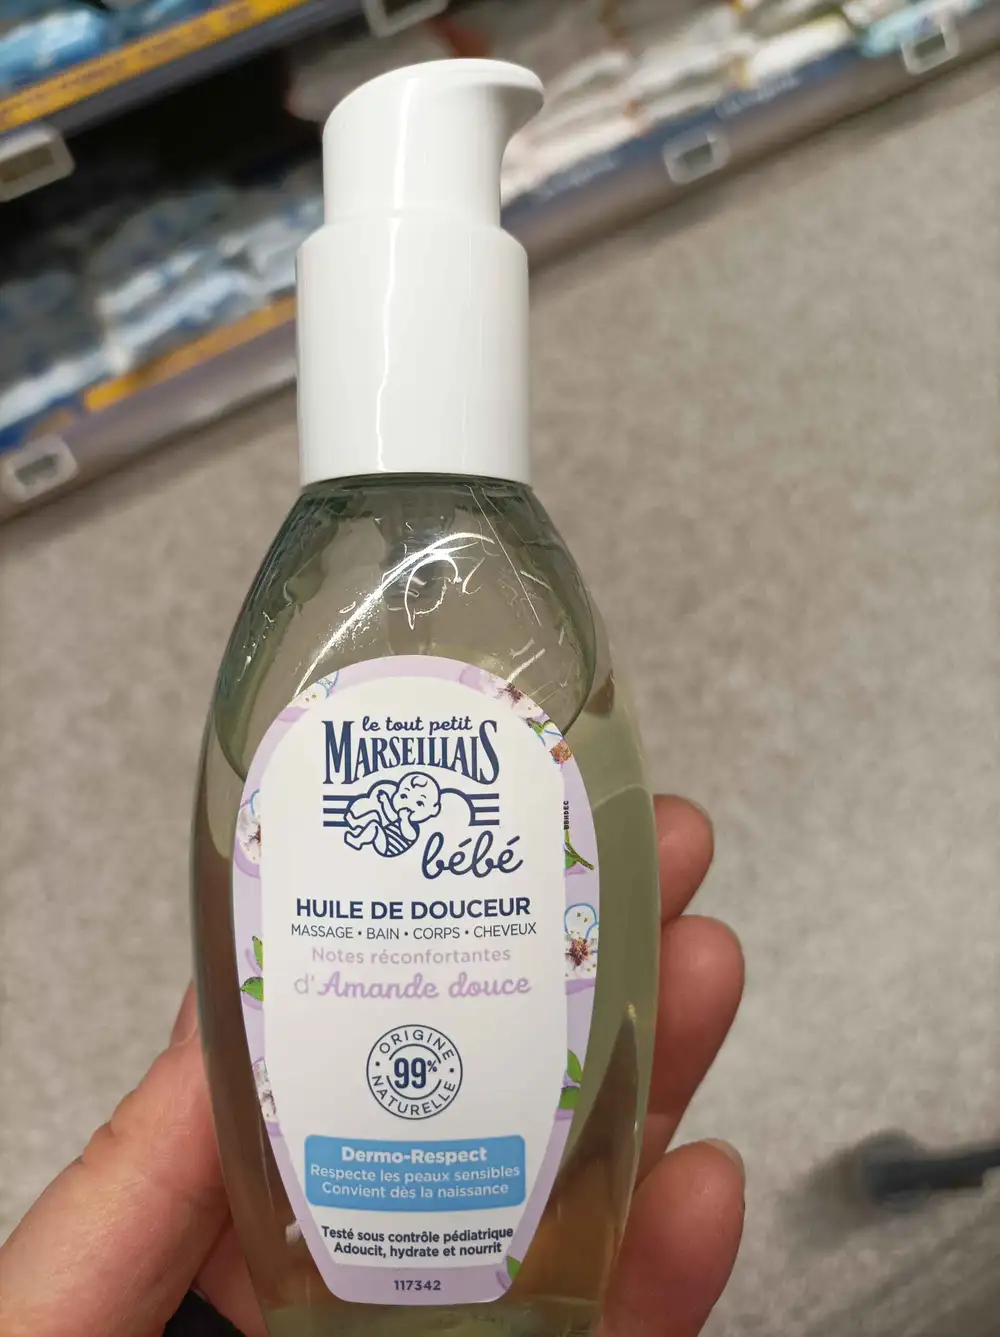 le tout petit
MARSEILLAIS
bébé
HUILE DE DOUCEUR
MASSAGE • BAIN • CORPS • CHEVEUX
Notes réconfortantes
d'Amande douce
ORIGINE
99%
NATURELLE
Dermo-Respect
Respecte les peaux sensibles
Convient dès la naissance
Testé sous contrôle pédiatrique
Adoucit, hydrate et nourrit
117342